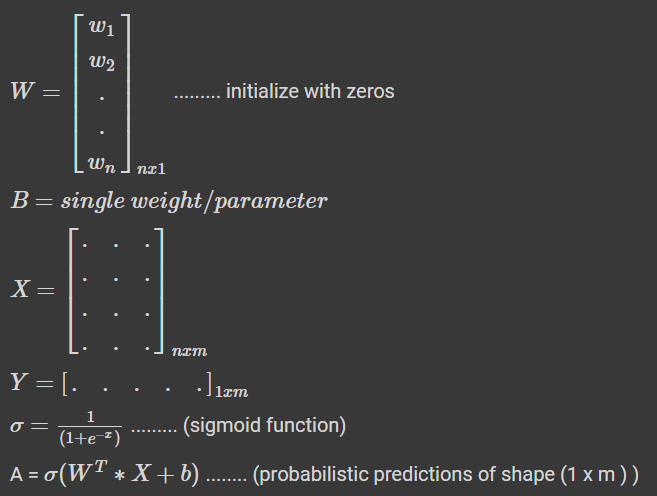 W = [w₁ w₂ . . wₙ]ₙₓ₁ ......... initialize with zeros
B = single weight/parameter
X = [. . . . . . . . . . . .]ₙₓₘ
Y = [. . . . .]₁ₓₘ
σ = 1/(1+e⁻ˣ) ......... (sigmoid function)
A = σ(Wᵀ * X + b) ........ (probabilistic predictions of shape (1 x m ) )